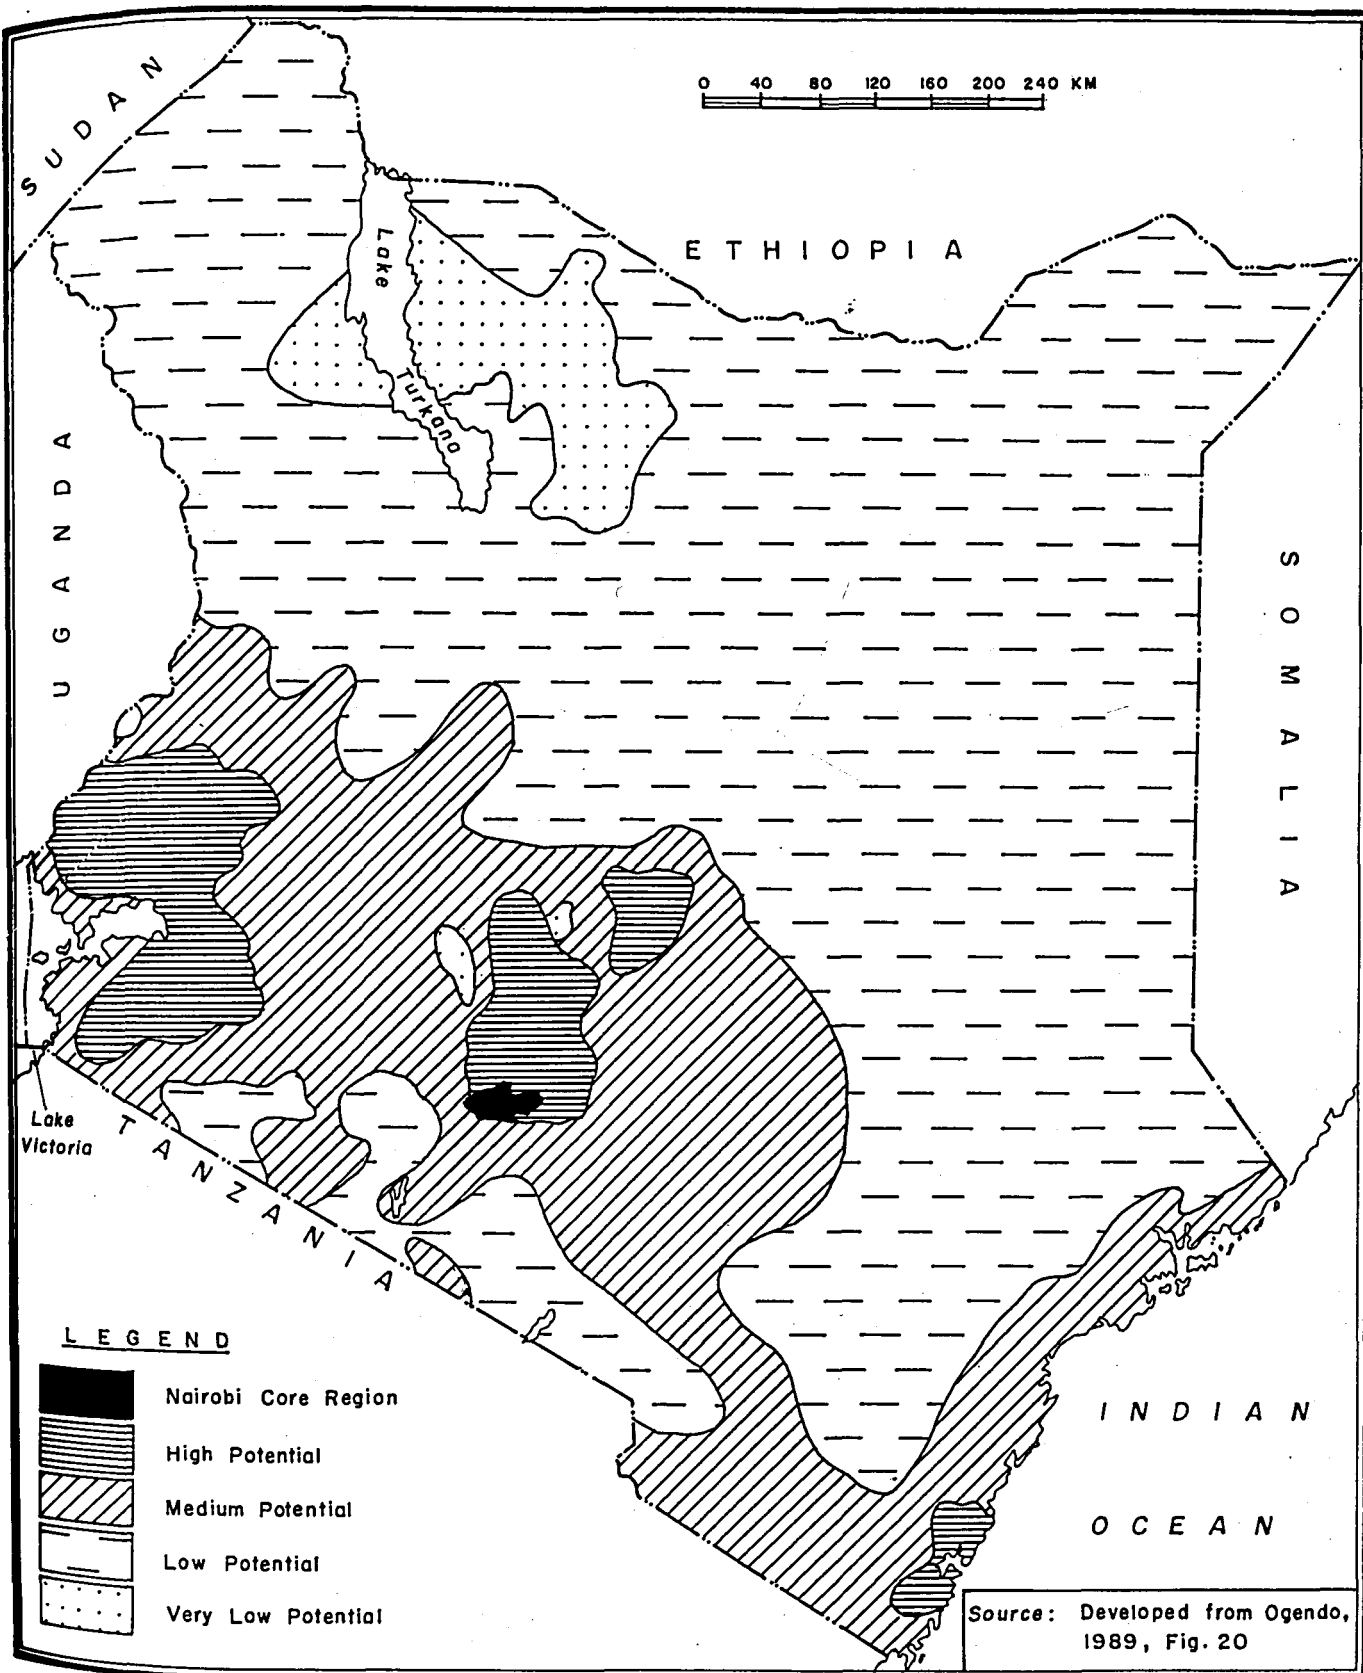 SUDAN
0 40 80 120 160 200 240 KM
ETHIOPIA
Lake
Turkana
UGANDA
SOMALIA
Lake
Victoria
TANZANIA
LEGEND
Nairobi Core Region
High Potential
Medium Potential
Low Potential
Very Low Potential
INDIAN
OCEAN
Source: Developed from Ogendo,
1989, Fig. 20